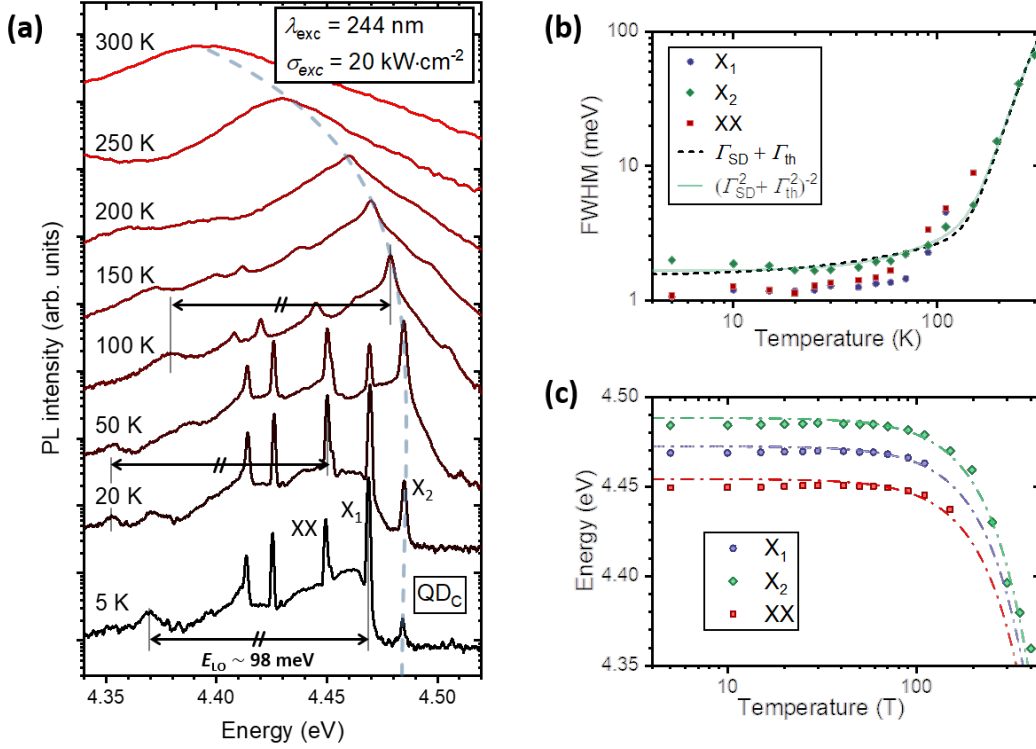 (a)
λexc = 244 nm
σexc = 20 kW·cm-2
300 K
250 K
200 K
150 K
100 K
50 K
20 K
5 K
XX
X1
X2
QDC
ELO ~ 98 meV
PL intensity (arb. units)
4.35 4.40 4.45 4.50
Energy (eV)
(b)
100
10
1
FWHM (meV)
X1
X2
XX
ΓSD + Γth
(Γ2SD + Γ2th)-2
10 100
Temperature (K)
(c)
4.50
4.45
4.40
4.35
Energy (eV)
X1
X2
XX
10 100
Temperature (T)